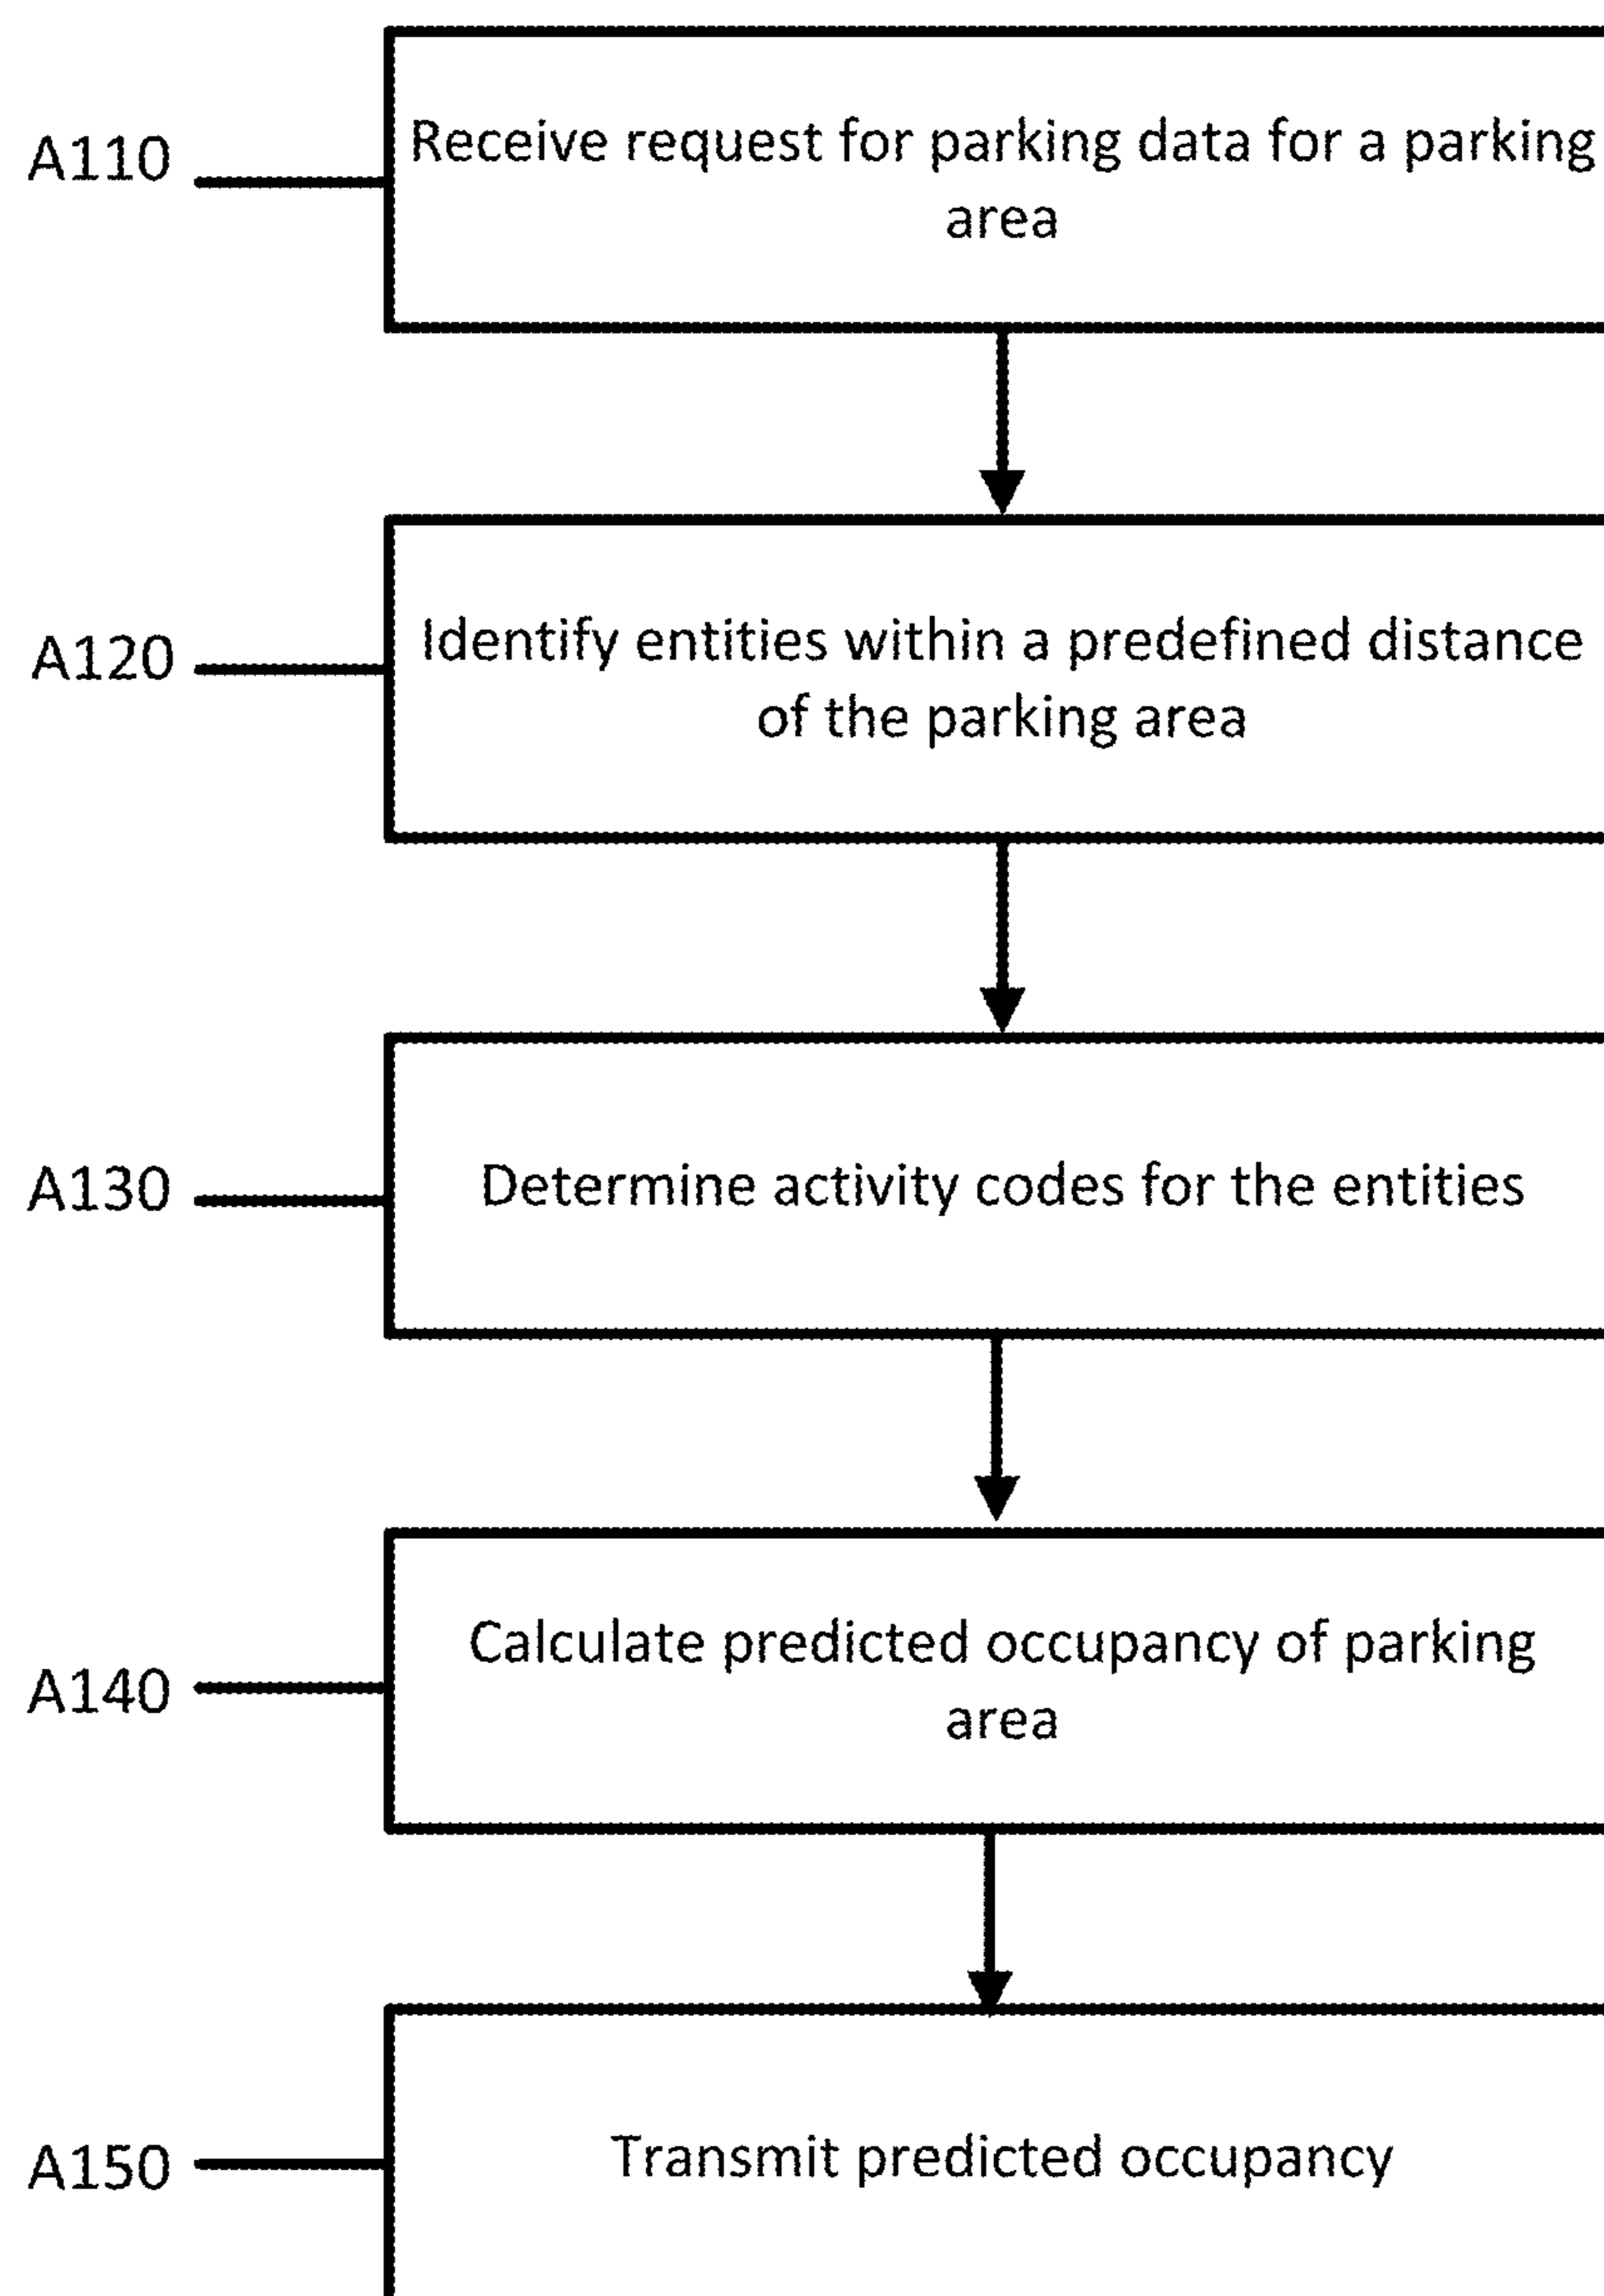 A110
Receive request for parking data for a parking
area
A120
Identify entities within a predefined distance
of the parking area
A130
Determine activity codes for the entities
A140
Calculate predicted occupancy of parking
area
A150
Transmit predicted occupancy